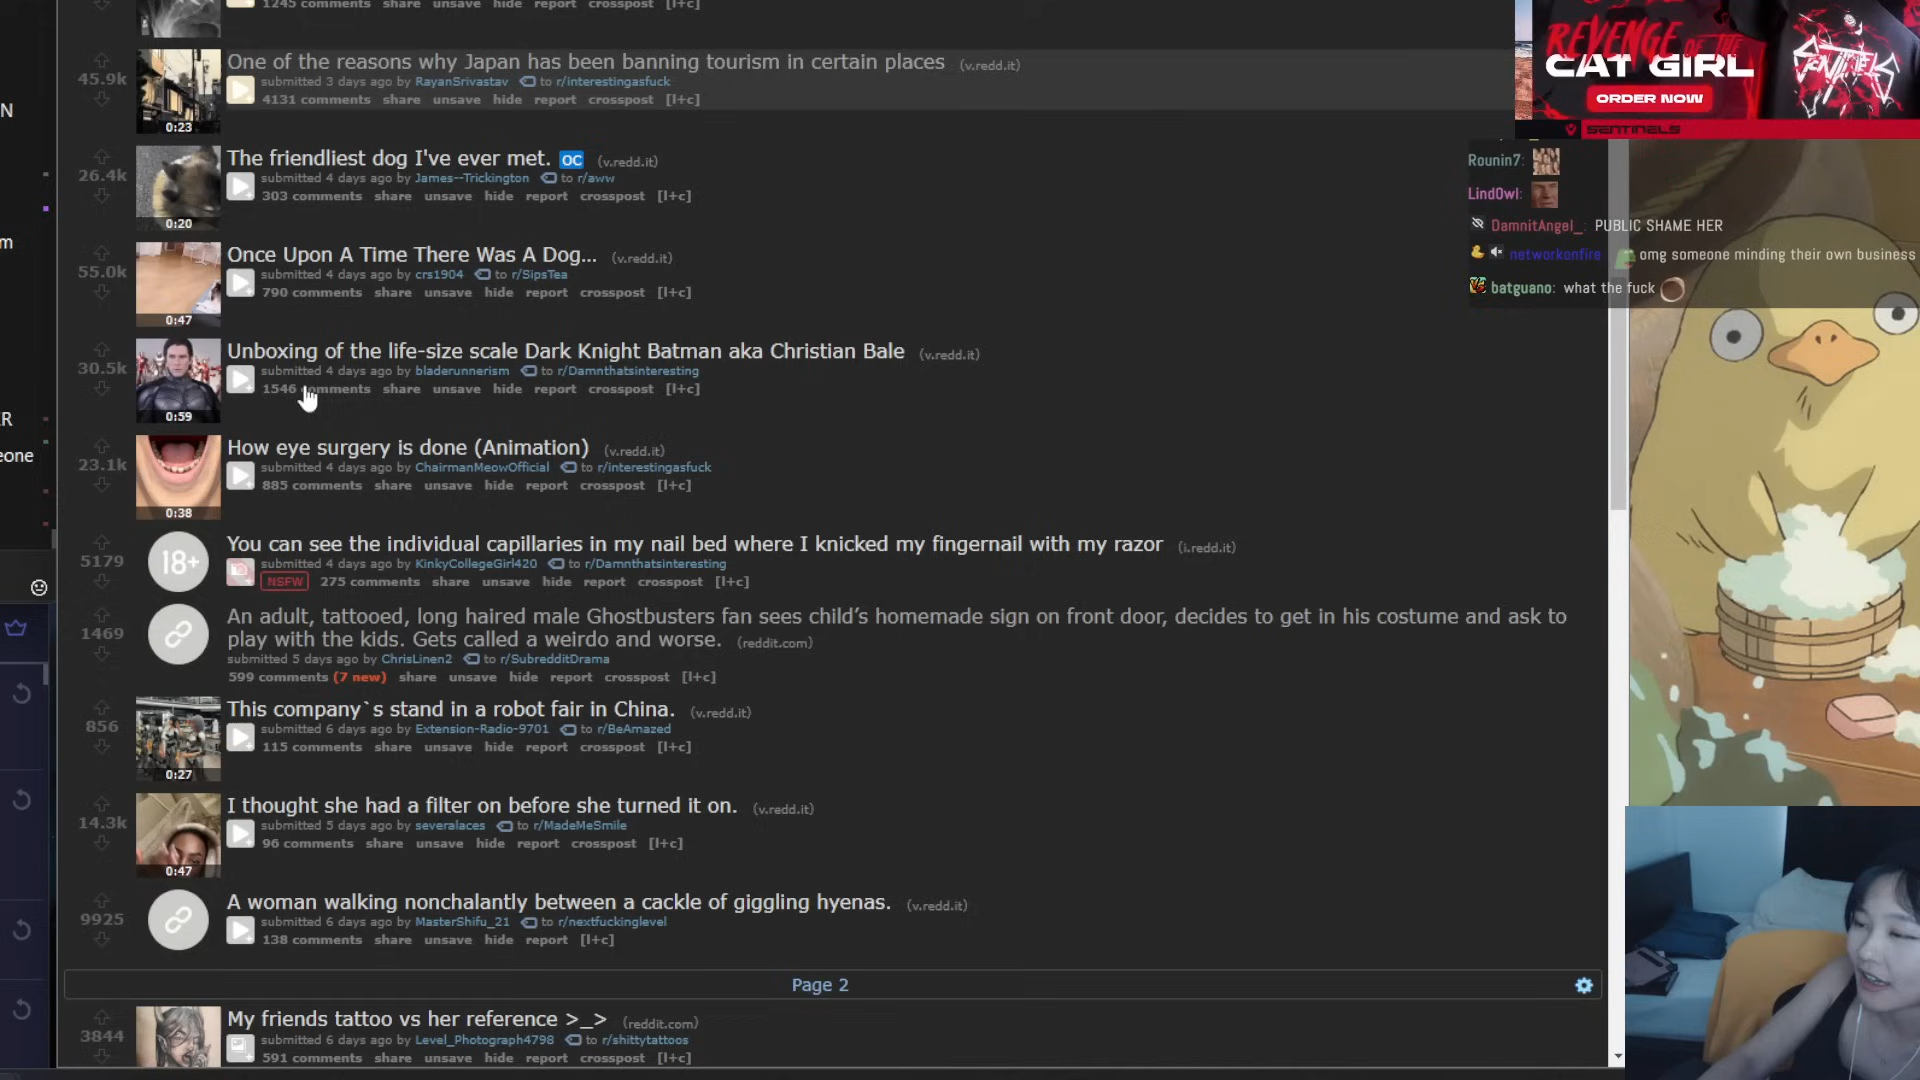 1245 comments share unsave hide report crosspost [l+c]
One of the reasons why Japan has been banning tourism in certain places (v.redd.it)
45.9k
submitted 3 days ago by RayanSrivastav to r/interestingasfuck
4131 comments share unsave hide report crosspost [l+c]
0:23
The friendliest dog I've ever met. OC (v.redd.it)
26.4k
submitted 4 days ago by James--Trickington to r/aww
303 comments share unsave hide report crosspost [l+c]
0:20
Once Upon A Time There Was A Dog... (v.redd.it)
55.0k
submitted 4 days ago by crs1904 to r/SipsTea
790 comments share unsave hide report crosspost [l+c]
0:47
Unboxing of the life-size scale Dark Knight Batman aka Christian Bale (v.redd.it)
30.5k
submitted 4 days ago by bladerunnerism to r/Damnthatsinteresting
1546 comments share unsave hide report crosspost [l+c]
0:59
How eye surgery is done (Animation) (v.redd.it)
23.1k
submitted 4 days ago by ChairmanMeowOfficial to r/interestingasfuck
885 comments share unsave hide report crosspost [l+c]
0:38
You can see the individual capillaries in my nail bed where I knicked my fingernail with my razor (i.redd.it)
5179
18+
submitted 4 days ago by KinkyCollegeGirl420 to r/Damnthatsinteresting
NSFW 275 comments share unsave hide report crosspost [l+c]
An adult, tattooed, long haired male Ghostbusters fan sees child's homemade sign on front door, decides to get in his costume and ask to
1469
play with the kids. Gets called a weirdo and worse. (reddit.com)
submitted 5 days ago by ChrisLinen2 to r/SubredditDrama
599 comments (7 new) share unsave hide report crosspost [l+c]
This company`s stand in a robot fair in China. (v.redd.it)
856
submitted 6 days ago by Extension-Radio-9701 to r/BeAmazed
115 comments share unsave hide report crosspost [l+c]
0:27
I thought she had a filter on before she turned it on. (v.redd.it)
14.3k
submitted 5 days ago by severalaces to r/MadeMeSmile
96 comments share unsave hide report crosspost [l+c]
0:47
A woman walking nonchalantly between a cackle of giggling hyenas. (v.redd.it)
9925
submitted 6 days ago by MasterShifu_21 to r/nextfuckinglevel
138 comments share unsave hide report [l+c]
Page 2
My friends tattoo vs her reference >_> (reddit.com)
3844
submitted 6 days ago by Level_Photograph4798 to r/shittytattoos
591 comments share unsave hide report crosspost [l+c]
N
m
R
eone
REVENGE OF THE
CAT GIRL
ORDER NOW
SENTINELS
Rounin7:
LindOwl:
DamnitAngel_: PUBLIC SHAME HER
networkonfire omg someone minding their own business
batguano: what the fuck